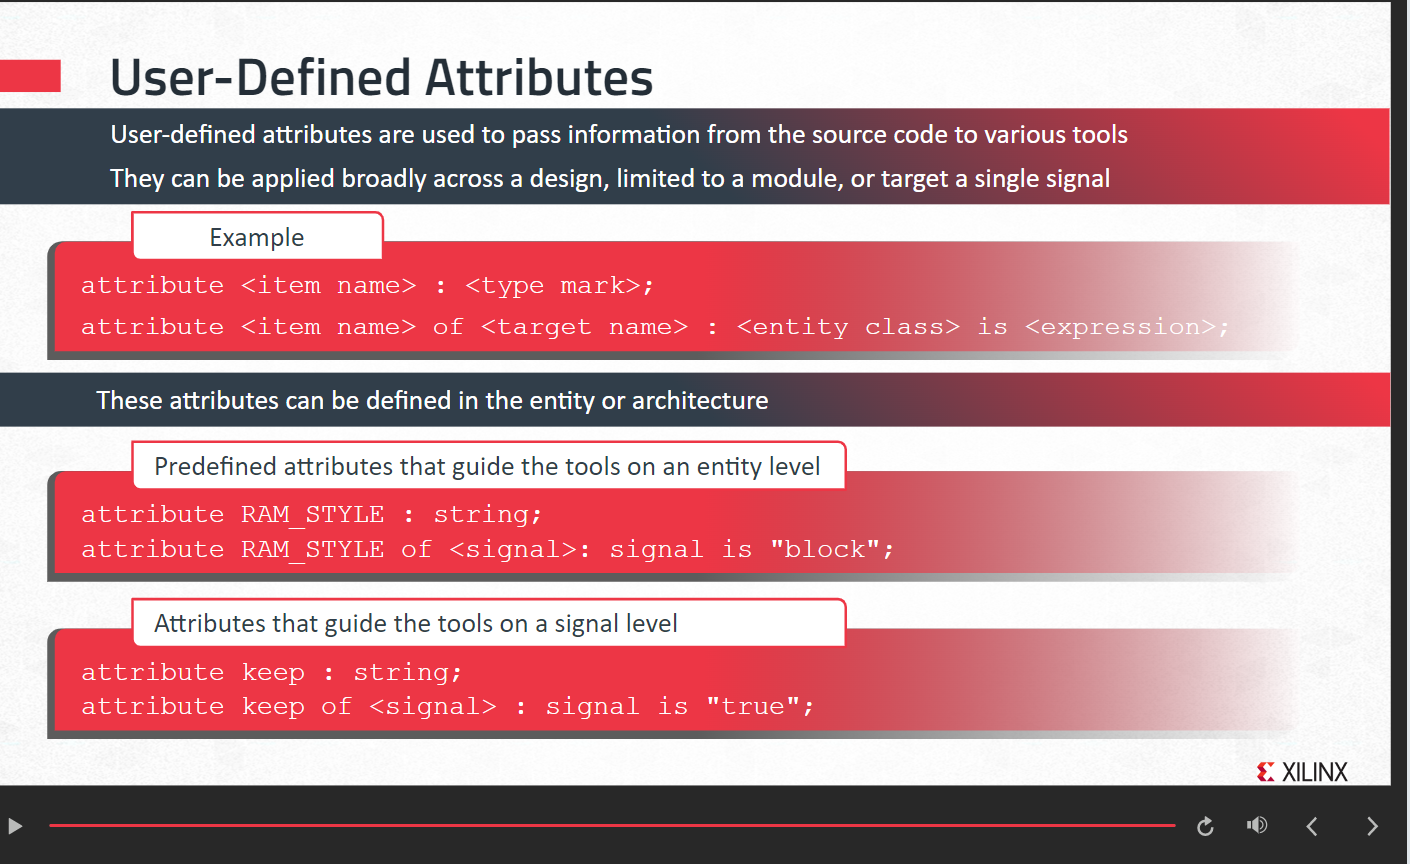 User-Defined Attributes
User-defined attributes are used to pass information from the source code to various tools
They can be applied broadly across a design, limited to a module, or target a single signal
Example
attribute <item name> : <type mark>;
attribute <item name> of <target name> : <entity class> is <expression>;
These attributes can be defined in the entity or architecture
Predefined attributes that guide the tools on an entity level
attribute RAM_STYLE : string;
attribute RAM_STYLE of <signal>: signal is "block";
Attributes that guide the tools on a signal level
attribute keep : string;
attribute keep of <signal> : signal is "true";
XILINX